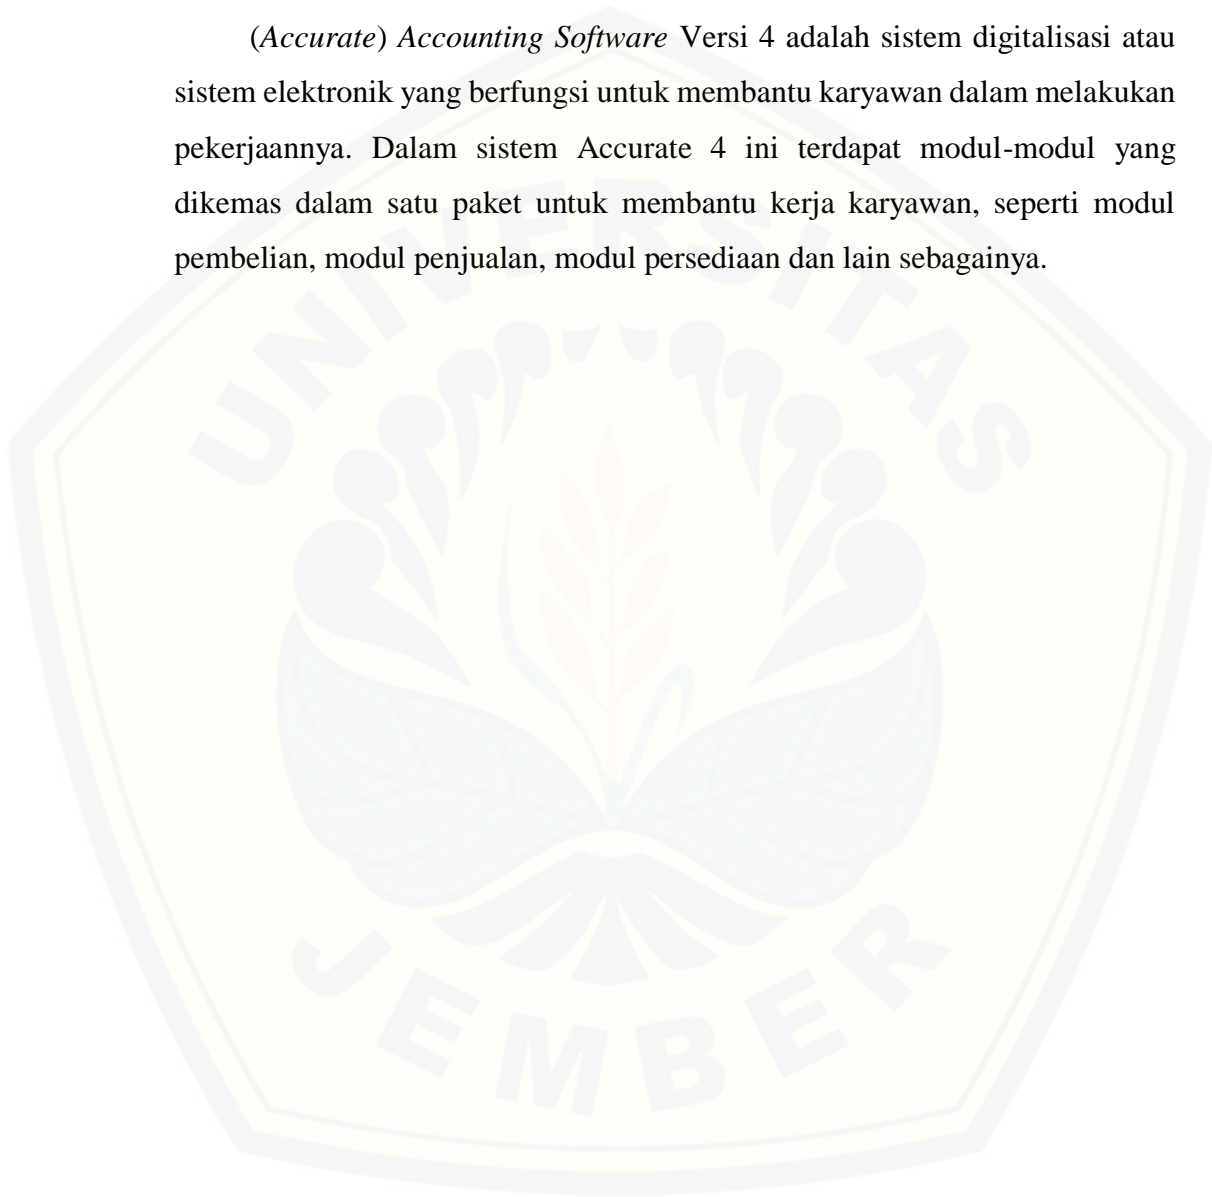 (Accurate) Accounting Software Versi 4 adalah sistem digitalisasi atau
sistem elektronik yang berfungsi untuk membantu karyawan dalam melakukan
pekerjaannya. Dalam sistem Accurate 4 ini terdapat modul-modul yang
dikemas dalam satu paket untuk membantu kerja karyawan, seperti modul
pembelian, modul penjualan, modul persediaan dan lain sebagainya.
UNIVERSITAS
JEMBER